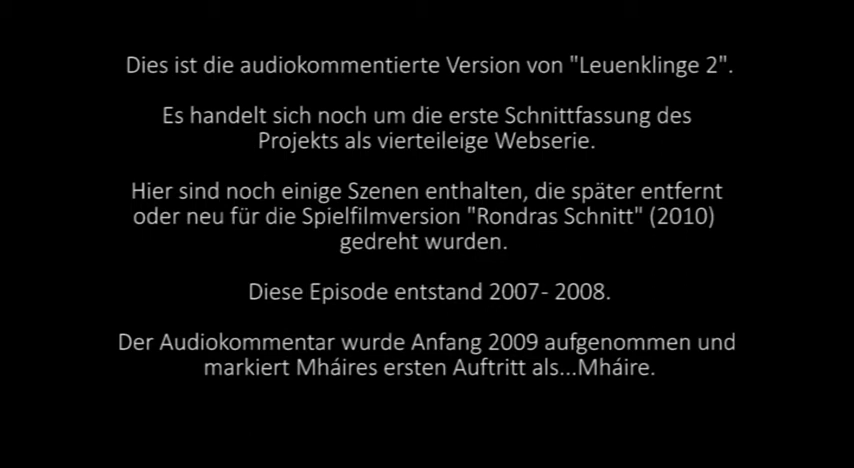 Dies ist die audiokommentierte Version von "Leuenklinge 2".
Es handelt sich noch um die erste Schnittfassung des
Projekts als vierteileige Webserie.
Hier sind noch einige Szenen enthalten, die später entfernt
oder neu für die Spielfilmversion "Rondras Schnitt" (2010)
gedreht wurden.
Diese Episode entstand 2007- 2008.
Der Audiokommentar wurde Anfang 2009 aufgenommen und
markiert Mháires ersten Auftritt als...Mháire.